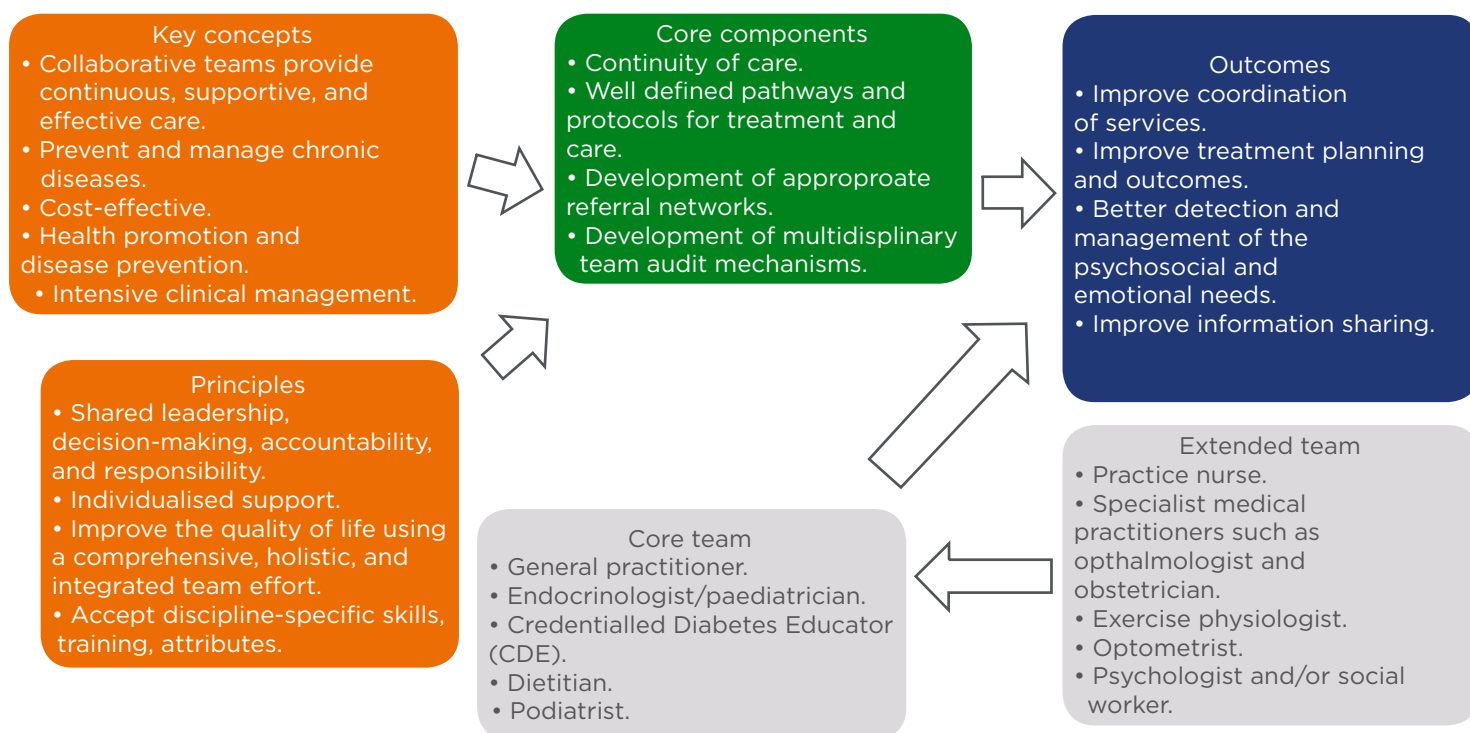 Key concepts
• Collaborative teams provide
continuous, supportive, and
effective care.
• Prevent and manage chronic
diseases.
• Cost-effective.
• Health promotion and
disease prevention.
• Intensive clinical management.
Principles
• Shared leadership,
decision-making, accountability,
and responsibility.
• Individualised support.
• Improve the quality of life using
a comprehensive, holistic, and
integrated team effort.
• Accept discipline-specific skills,
training, attributes.
Core components
• Continuity of care.
• Well defined pathways and
protocols for treatment and
care.
• Development of approproate
referral networks.
• Development of multidisplinary
team audit mechanisms.
Outcomes
• Improve coordination
of services.
• Improve treatment planning
and outcomes.
• Better detection and
management of the
psychosocial and
emotional needs.
• Improve information sharing.
Core team
• General practitioner.
• Endocrinologist/paediatrician.
• Credentialled Diabetes Educator
(CDE).
• Dietitian.
• Podiatrist.
Extended team
• Practice nurse.
• Specialist medical
practitioners such as
opthalmologist and
obstetrician.
• Exercise physiologist.
• Optometrist.
• Psychologist and/or social
worker.